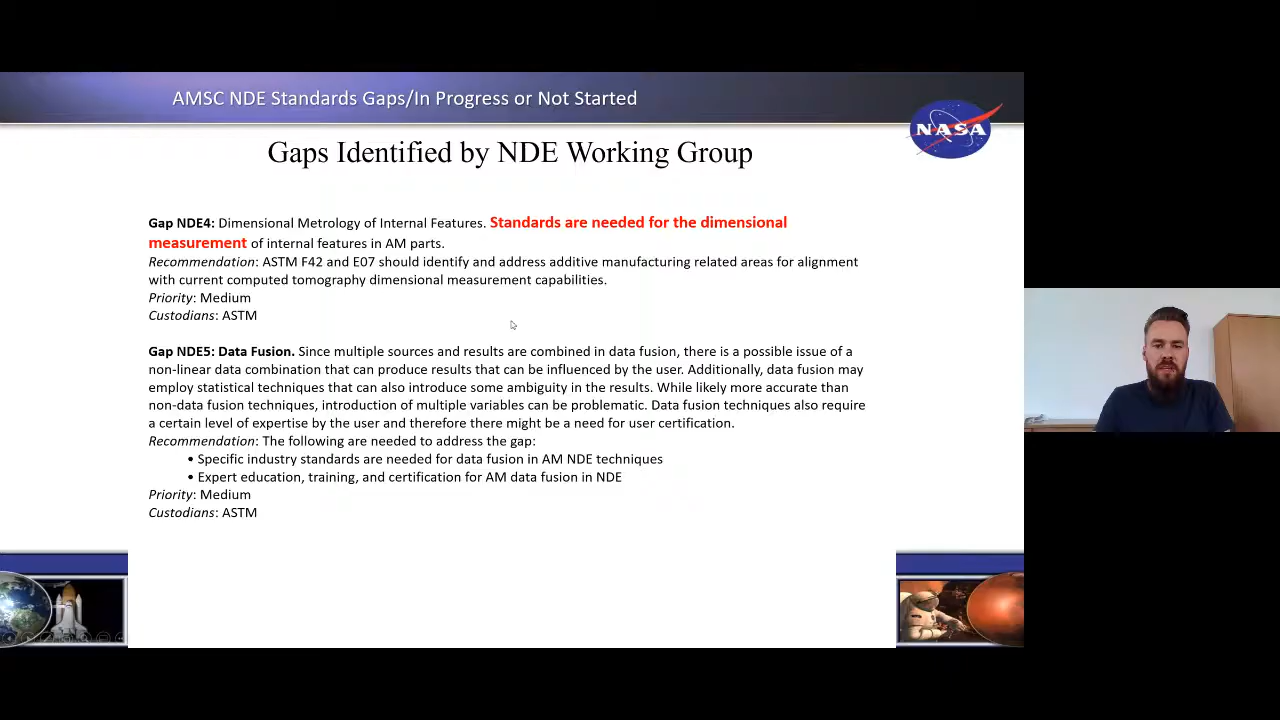 AMSC NDE Standards Gaps/In Progress or Not Started
NASA
Gaps Identified by NDE Working Group
Gap NDE4: Dimensional Metrology of Internal Features. Standards are needed for the dimensional
measurement of internal features in AM parts.
Recommendation: ASTM F42 and E07 should identify and address additive manufacturing related areas for alignment
with current computed tomography dimensional measurement capabilities.
Priority: Medium
Custodians: ASTM
Gap NDE5: Data Fusion. Since multiple sources and results are combined in data fusion, there is a possible issue of a
non-linear data combination that can produce results that can be influenced by the user. Additionally, data fusion may
employ statistical techniques that can also introduce some ambiguity in the results. While likely more accurate than
non-data fusion techniques, introduction of multiple variables can be problematic. Data fusion techniques also require
a certain level of expertise by the user and therefore there might be a need for user certification.
Recommendation: The following are needed to address the gap:
• Specific industry standards are needed for data fusion in AM NDE techniques
• Expert education, training, and certification for AM data fusion in NDE
Priority: Medium
Custodians: ASTM